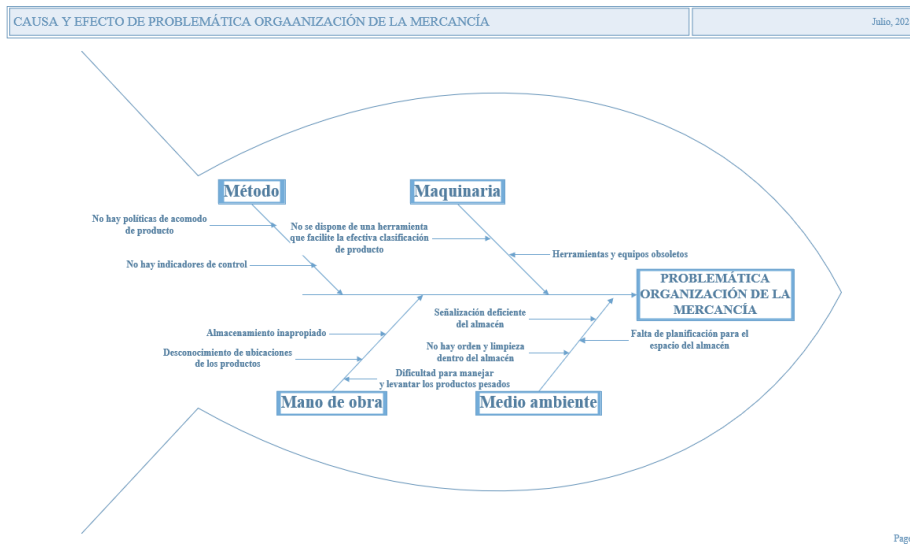 CAUSA Y EFECTO DE PROBLEMÁTICA ORGAANIZACIÓN DE LA MERCANCÍA
Julio, 202
Método
Maquinaria
No hay políticas de acomodo
de producto
No se dispone de una herramienta
que facilite la efectiva clasificación
de producto
No hay indicadores de control
Herramientas y equipos obsoletos
PROBLEMÁTICA
ORGANIZACIÓN DE LA
MERCANCÍA
Almacenamiento inapropiado
Desconocimiento de ubicaciones
de los productos
Dificultad para manejar
y levantar los productos pesados
Señalización deficiente
del almacén
No hay orden y limpieza
dentro del almacén
Falta de planificación para el
espacio del almacén
Mano de obra
Medio ambiente
Page